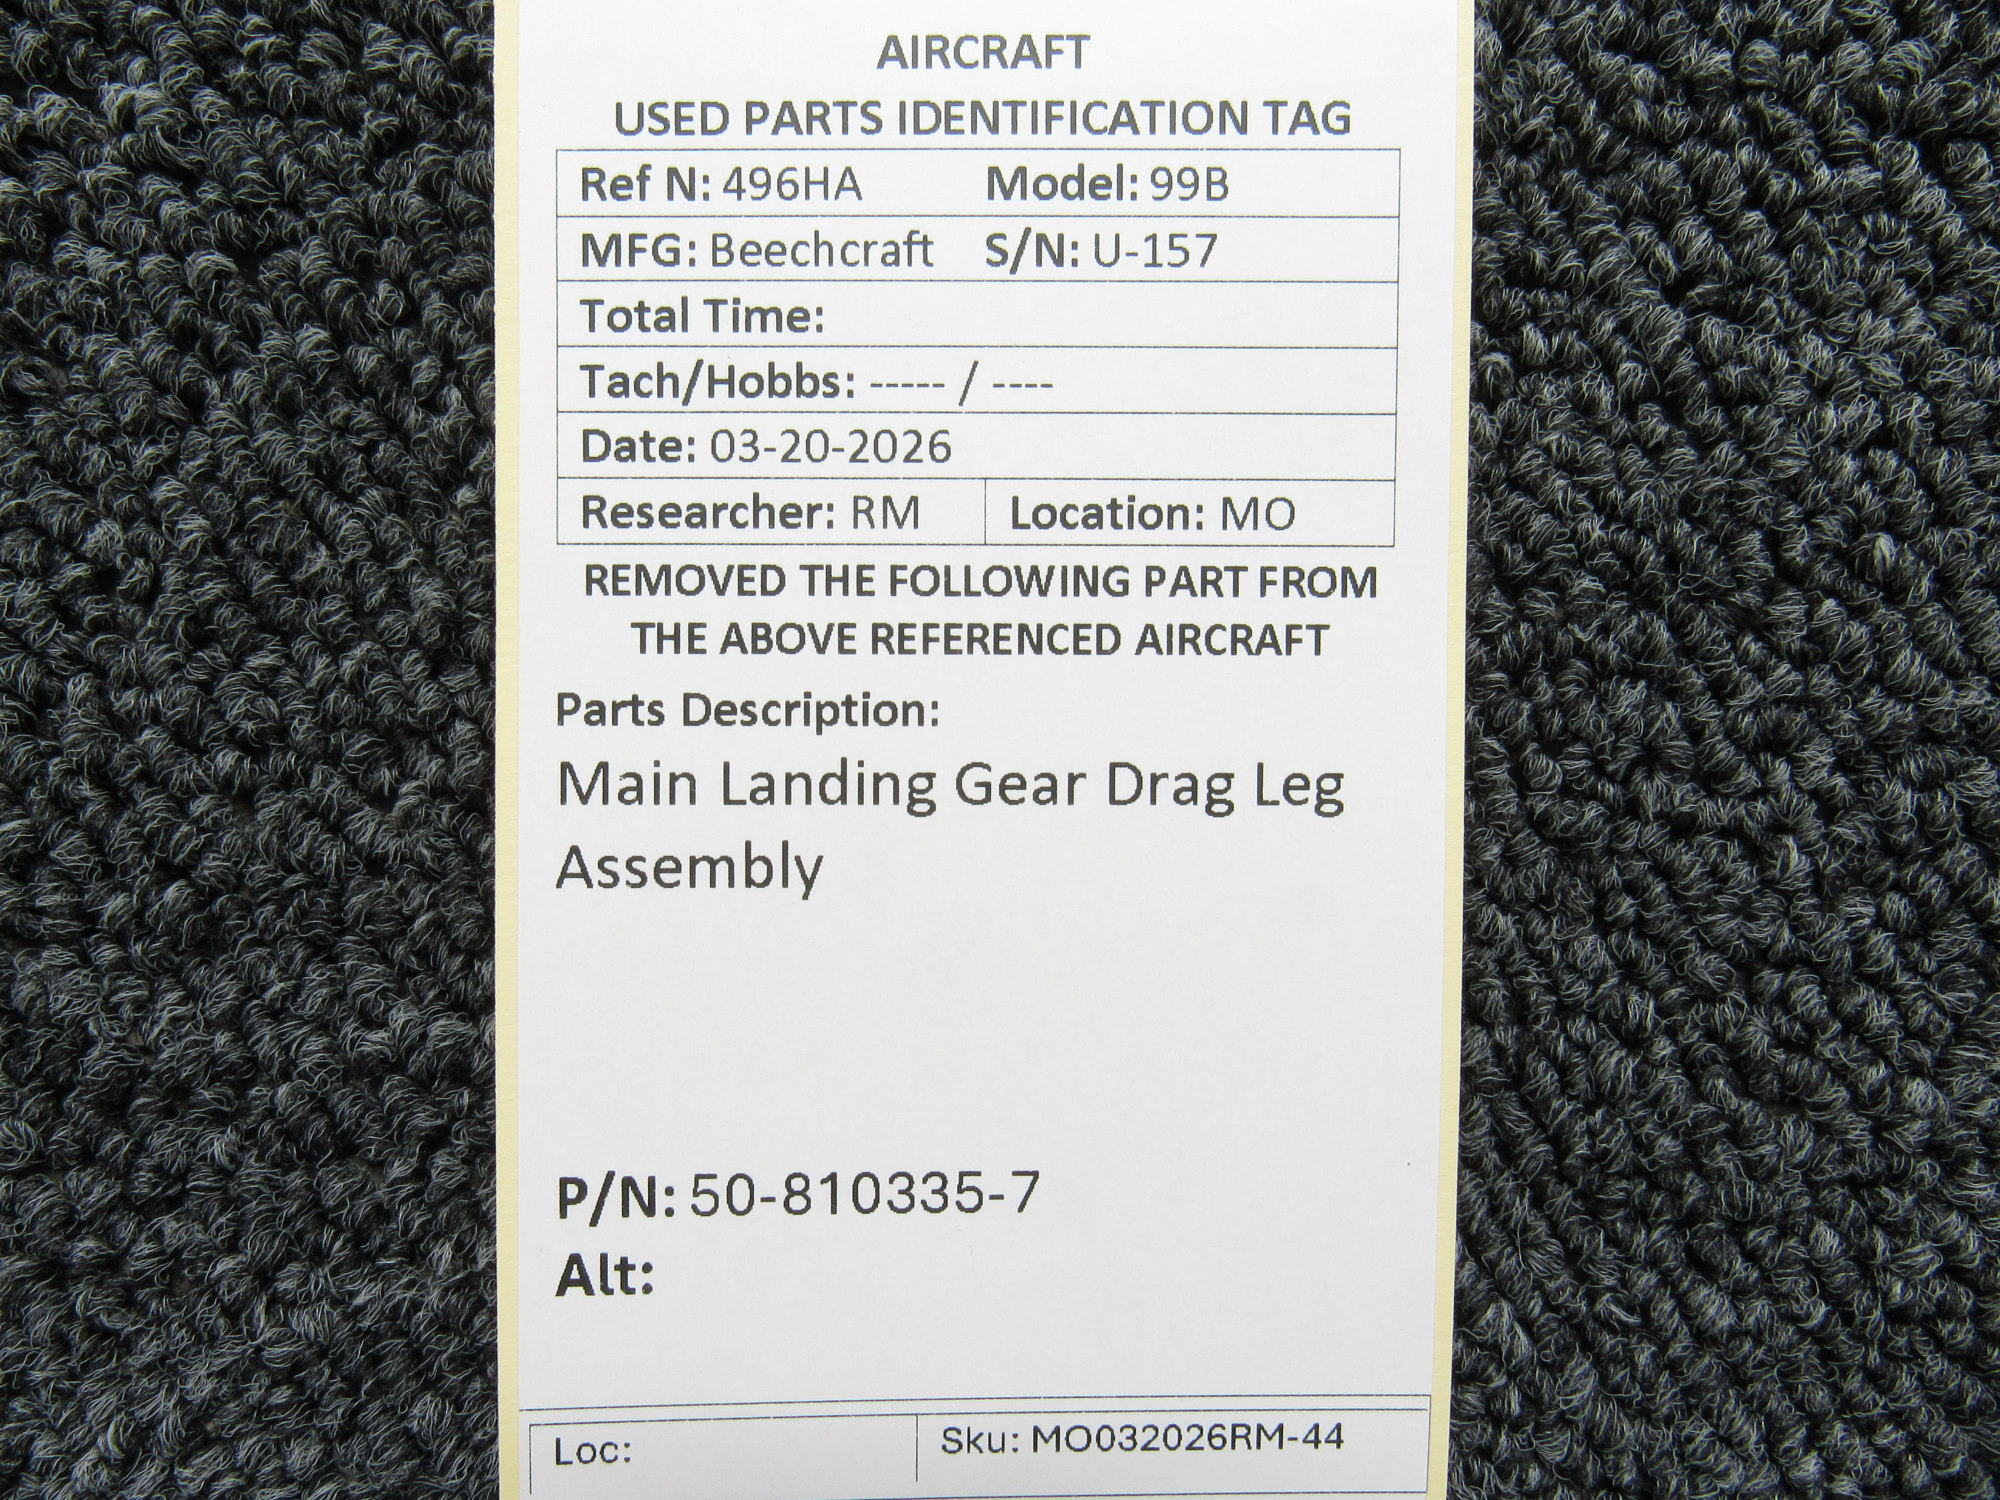 AIRCRAFT
USED PARTS IDENTIFICATION TAG
Ref N: 496HA Model: 99B
MFG: Beechcraft S/N: U-157
Total Time:
Tach/Hobbs: ----- / ----
Date: 03-20-2026
Researcher: RM Location: MO
REMOVED THE FOLLOWING PART FROM
THE ABOVE REFERENCED AIRCRAFT
Parts Description:
Main Landing Gear Drag Leg
Assembly
P/N: 50-810335-7
Alt:
Loc: Sku: MO032026RM-44